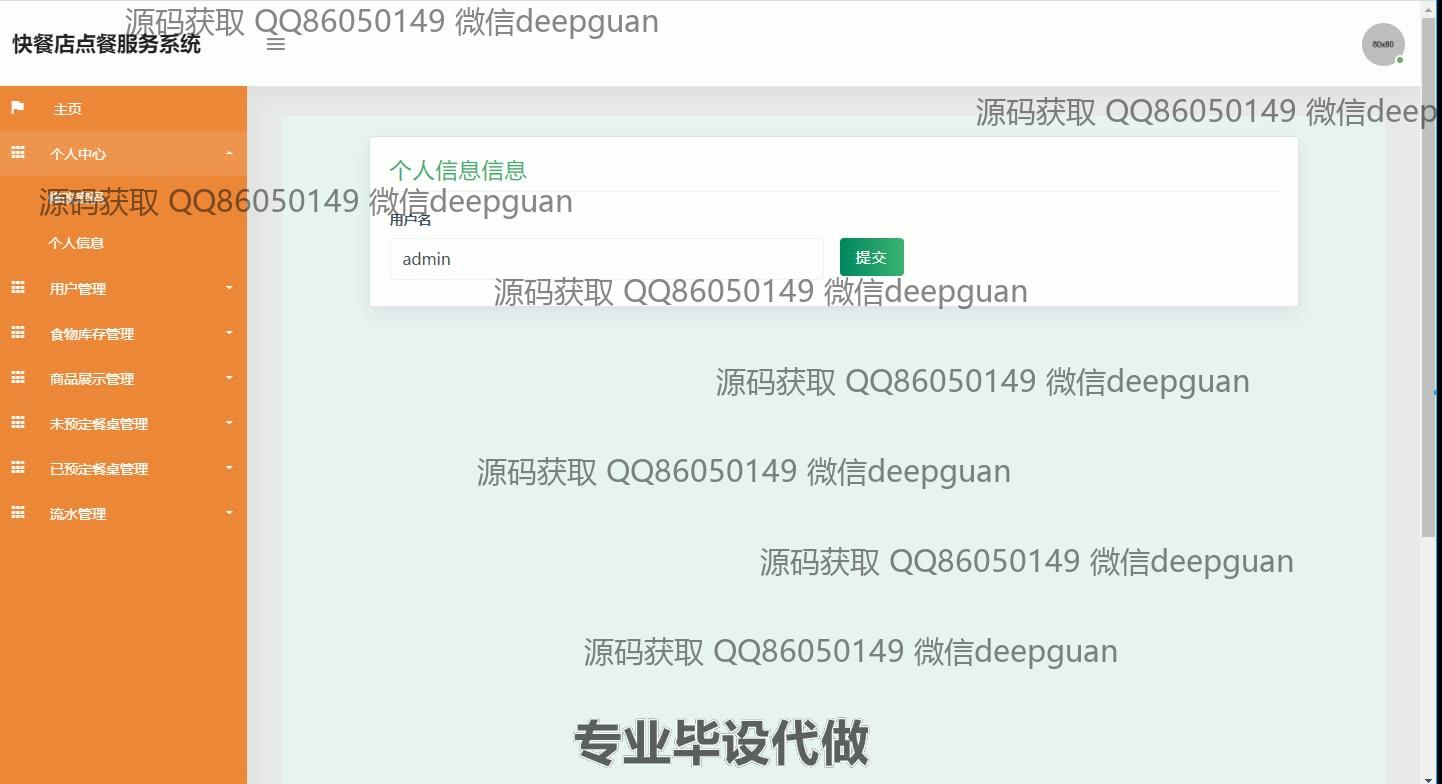 源码获取 QQ86050149 微信deepguan
快餐店点餐服务系统
80x80
主页
源码获取 QQ86050149 微信deep
个人中心
个人信息信息
源码获取 QQ86050149 微信deepguan
用户名
个人信息
admin
提交
用户管理
源码获取 QQ86050149 微信deepguan
食物库存管理
商品展示管理
源码获取 QQ86050149 微信deepguan
未预定餐桌管理
已预定餐桌管理
源码获取 QQ86050149 微信deepguan
流水管理
源码获取 QQ86050149 微信deepguan
源码获取 QQ86050149 微信deepguan
专业毕设代做